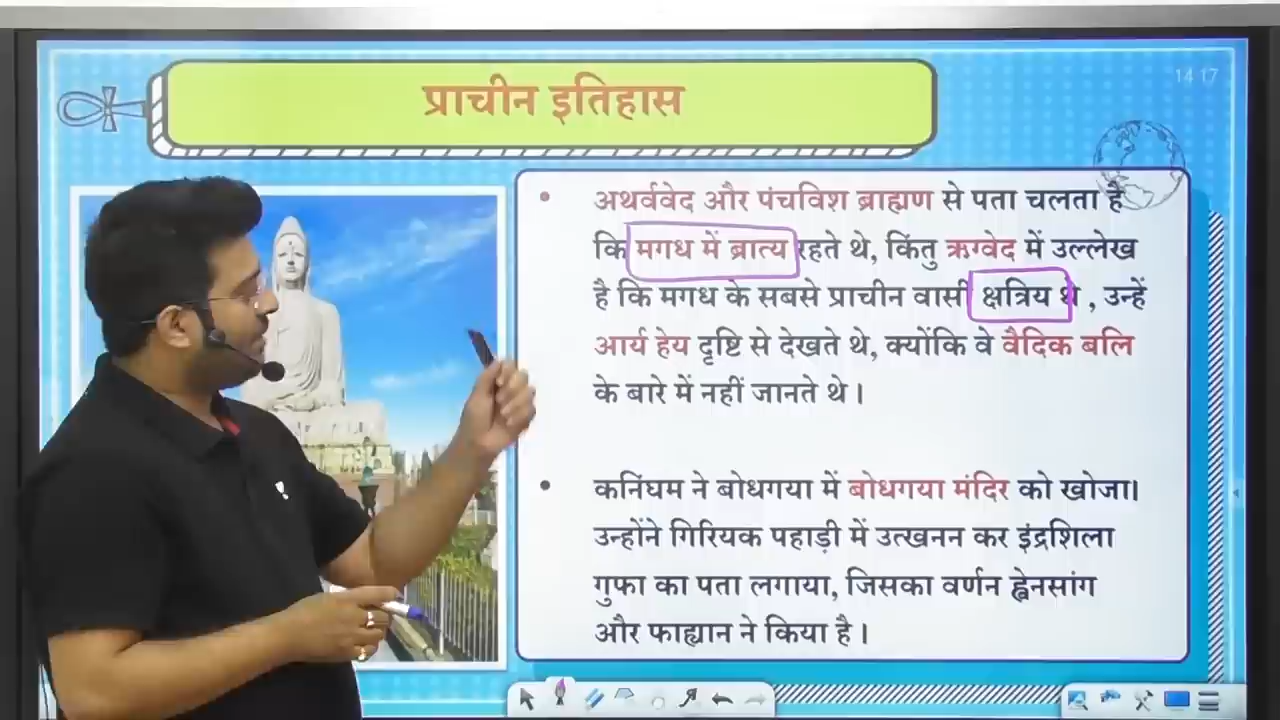 प्राचीन इतिहास
14 17
अथर्ववेद और पंचविश ब्राह्मण से पता चलता है
कि मगध में ब्रात्य रहते थे, किंतु ऋग्वेद में उल्लेख
है कि मगध के सबसे प्राचीन वासी क्षत्रिय थे , उन्हें
आर्य हेय दृष्टि से देखते थे, क्योंकि वे वैदिक बलि
के बारे में नहीं जानते थे ।
कनिंघम ने बोधगया में बोधगया मंदिर को खोजा।
उन्होंने गिरियक पहाड़ी में उत्खनन कर इंद्रशिला
गुफा का पता लगाया, जिसका वर्णन ह्वेनसांग
और फाह्यान ने किया है ।